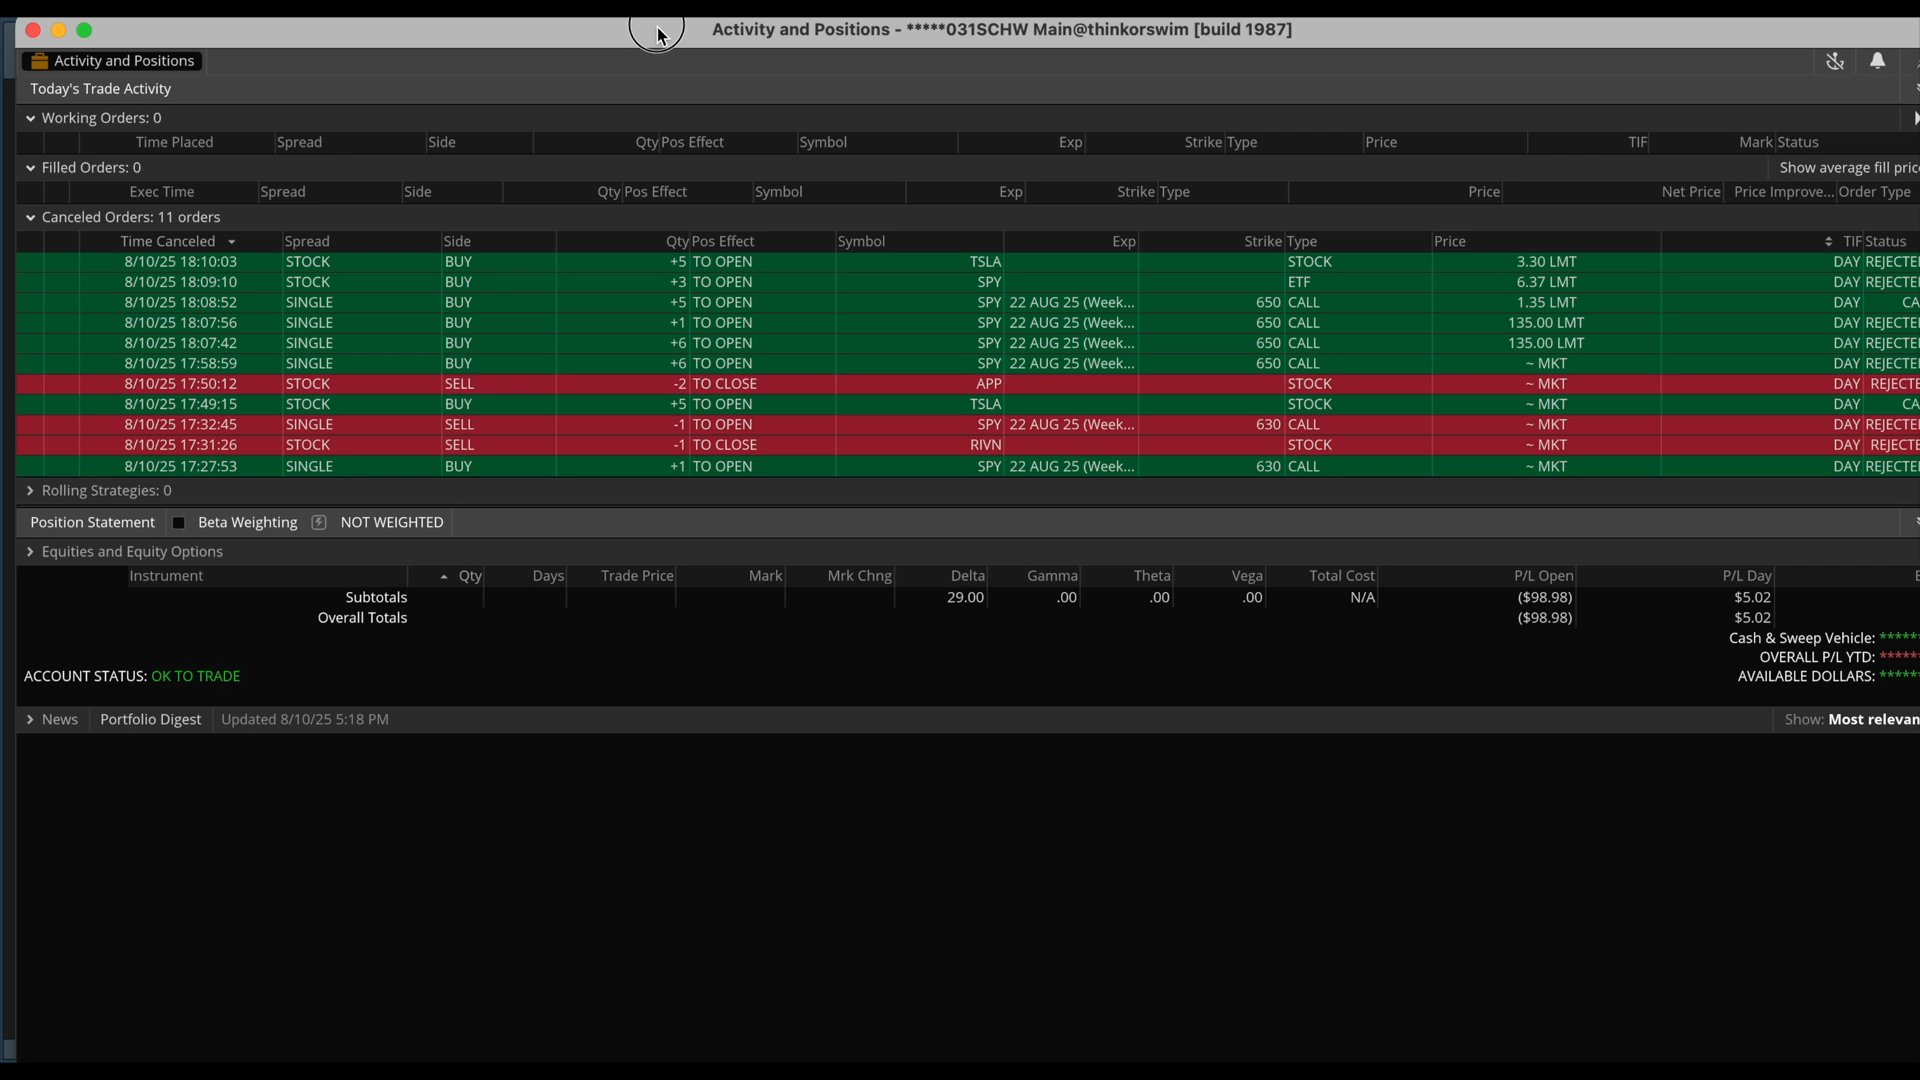 Activity and Positions - *****031SCHW Main@thinkorswim [build 1987]
Activity and Positions
Today's Trade Activity
Working Orders: 0
Time Placed Spread Side Qty Pos Effect Symbol Exp Strike Type Price TIF Mark Status
Filled Orders: 0 Show average fill pric
Exec Time Spread Side Qty Pos Effect Symbol Exp Strike Type Price Net Price Price Improve... Order Type
Canceled Orders: 11 orders
Time Canceled Spread Side Qty Pos Effect Symbol Exp Strike Type Price TIF Status
8/10/25 18:10:03 STOCK BUY +5 TO OPEN TSLA STOCK 3.30 LMT DAY REJECTE
8/10/25 18:09:10 STOCK BUY +3 TO OPEN SPY ETF 6.37 LMT DAY REJECTE
8/10/25 18:08:52 SINGLE BUY +5 TO OPEN SPY 22 AUG 25 (Week... 650 CALL 1.35 LMT DAY CA
8/10/25 18:07:56 SINGLE BUY +1 TO OPEN SPY 22 AUG 25 (Week... 650 CALL 135.00 LMT DAY REJECTE
8/10/25 18:07:42 SINGLE BUY +6 TO OPEN SPY 22 AUG 25 (Week... 650 CALL 135.00 LMT DAY REJECTE
8/10/25 17:58:59 SINGLE BUY +6 TO OPEN SPY 22 AUG 25 (Week... 650 CALL ~ MKT DAY REJECTE
8/10/25 17:50:12 STOCK SELL -2 TO CLOSE APP STOCK ~ MKT DAY REJECTE
8/10/25 17:49:15 STOCK BUY +5 TO OPEN TSLA STOCK ~ MKT DAY CA
8/10/25 17:32:45 SINGLE SELL -1 TO OPEN SPY 22 AUG 25 (Week... 630 CALL ~ MKT DAY REJECTE
8/10/25 17:31:26 STOCK SELL -1 TO CLOSE RIVN STOCK ~ MKT DAY REJECTE
8/10/25 17:27:53 SINGLE BUY +1 TO OPEN SPY 22 AUG 25 (Week... 630 CALL ~ MKT DAY REJECTE
Rolling Strategies: 0
Position Statement Beta Weighting NOT WEIGHTED
Equities and Equity Options
Instrument Qty Days Trade Price Mark Mrk Chng Delta Gamma Theta Vega Total Cost P/L Open P/L Day
Subtotals 29.00 .00 .00 .00 N/A ($98.98) $5.02
Overall Totals ($98.98) $5.02
Cash & Sweep Vehicle: *****
OVERALL P/L YTD: *****
ACCOUNT STATUS: OK TO TRADE AVAILABLE DOLLARS: *****
News Portfolio Digest Updated 8/10/25 5:18 PM Show: Most relevan